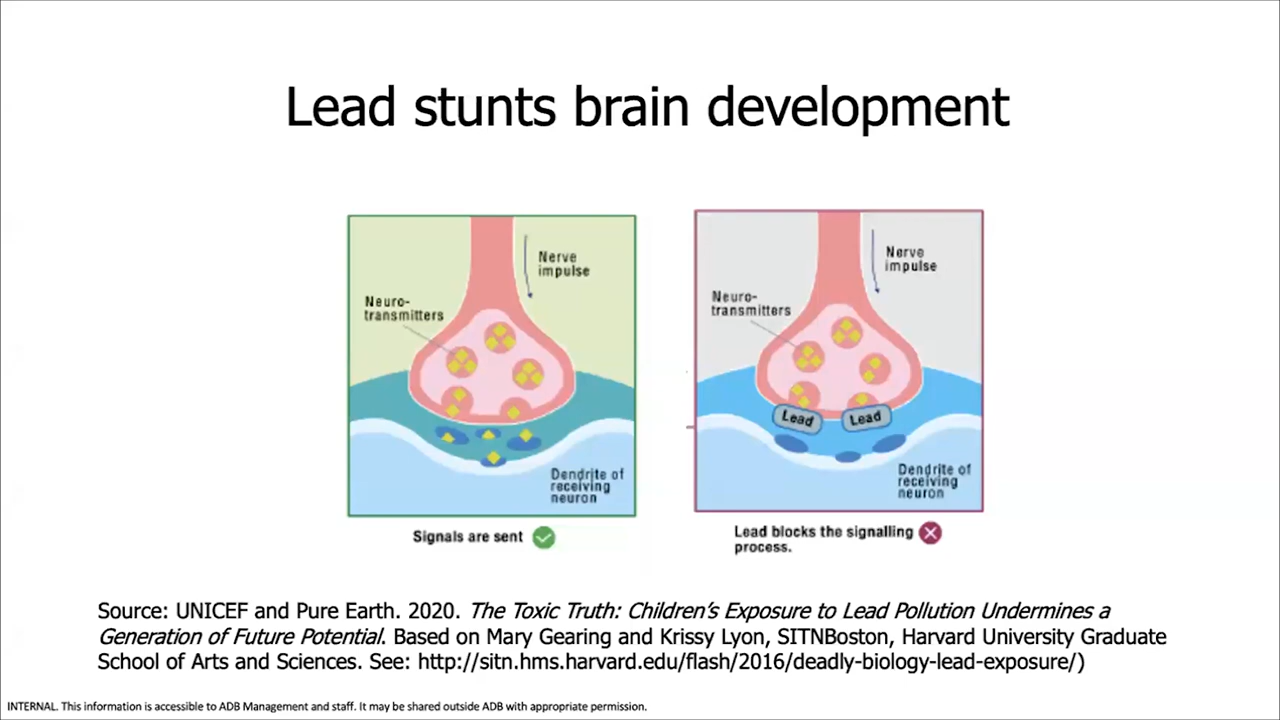 Lead stunts brain development
Nerve
impulse
Neuro-
transmitters
Dendrite of
receiving
neuron
Signals are sent
Nerve
impulse
Neuro-
transmitters
Lead
Lead
Dendrite of
receiving
neuron
Lead blocks the signalling
process.
Source: UNICEF and Pure Earth. 2020. The Toxic Truth: Children’s Exposure to Lead Pollution Undermines a
Generation of Future Potential. Based on Mary Gearing and Krissy Lyon, SITNBoston, Harvard University Graduate
School of Arts and Sciences. See: http://sitn.hms.harvard.edu/flash/2016/deadly-biology-lead-exposure/)
INTERNAL. This information is accessible to ADB Management and staff. It may be shared outside ADB with appropriate permission.